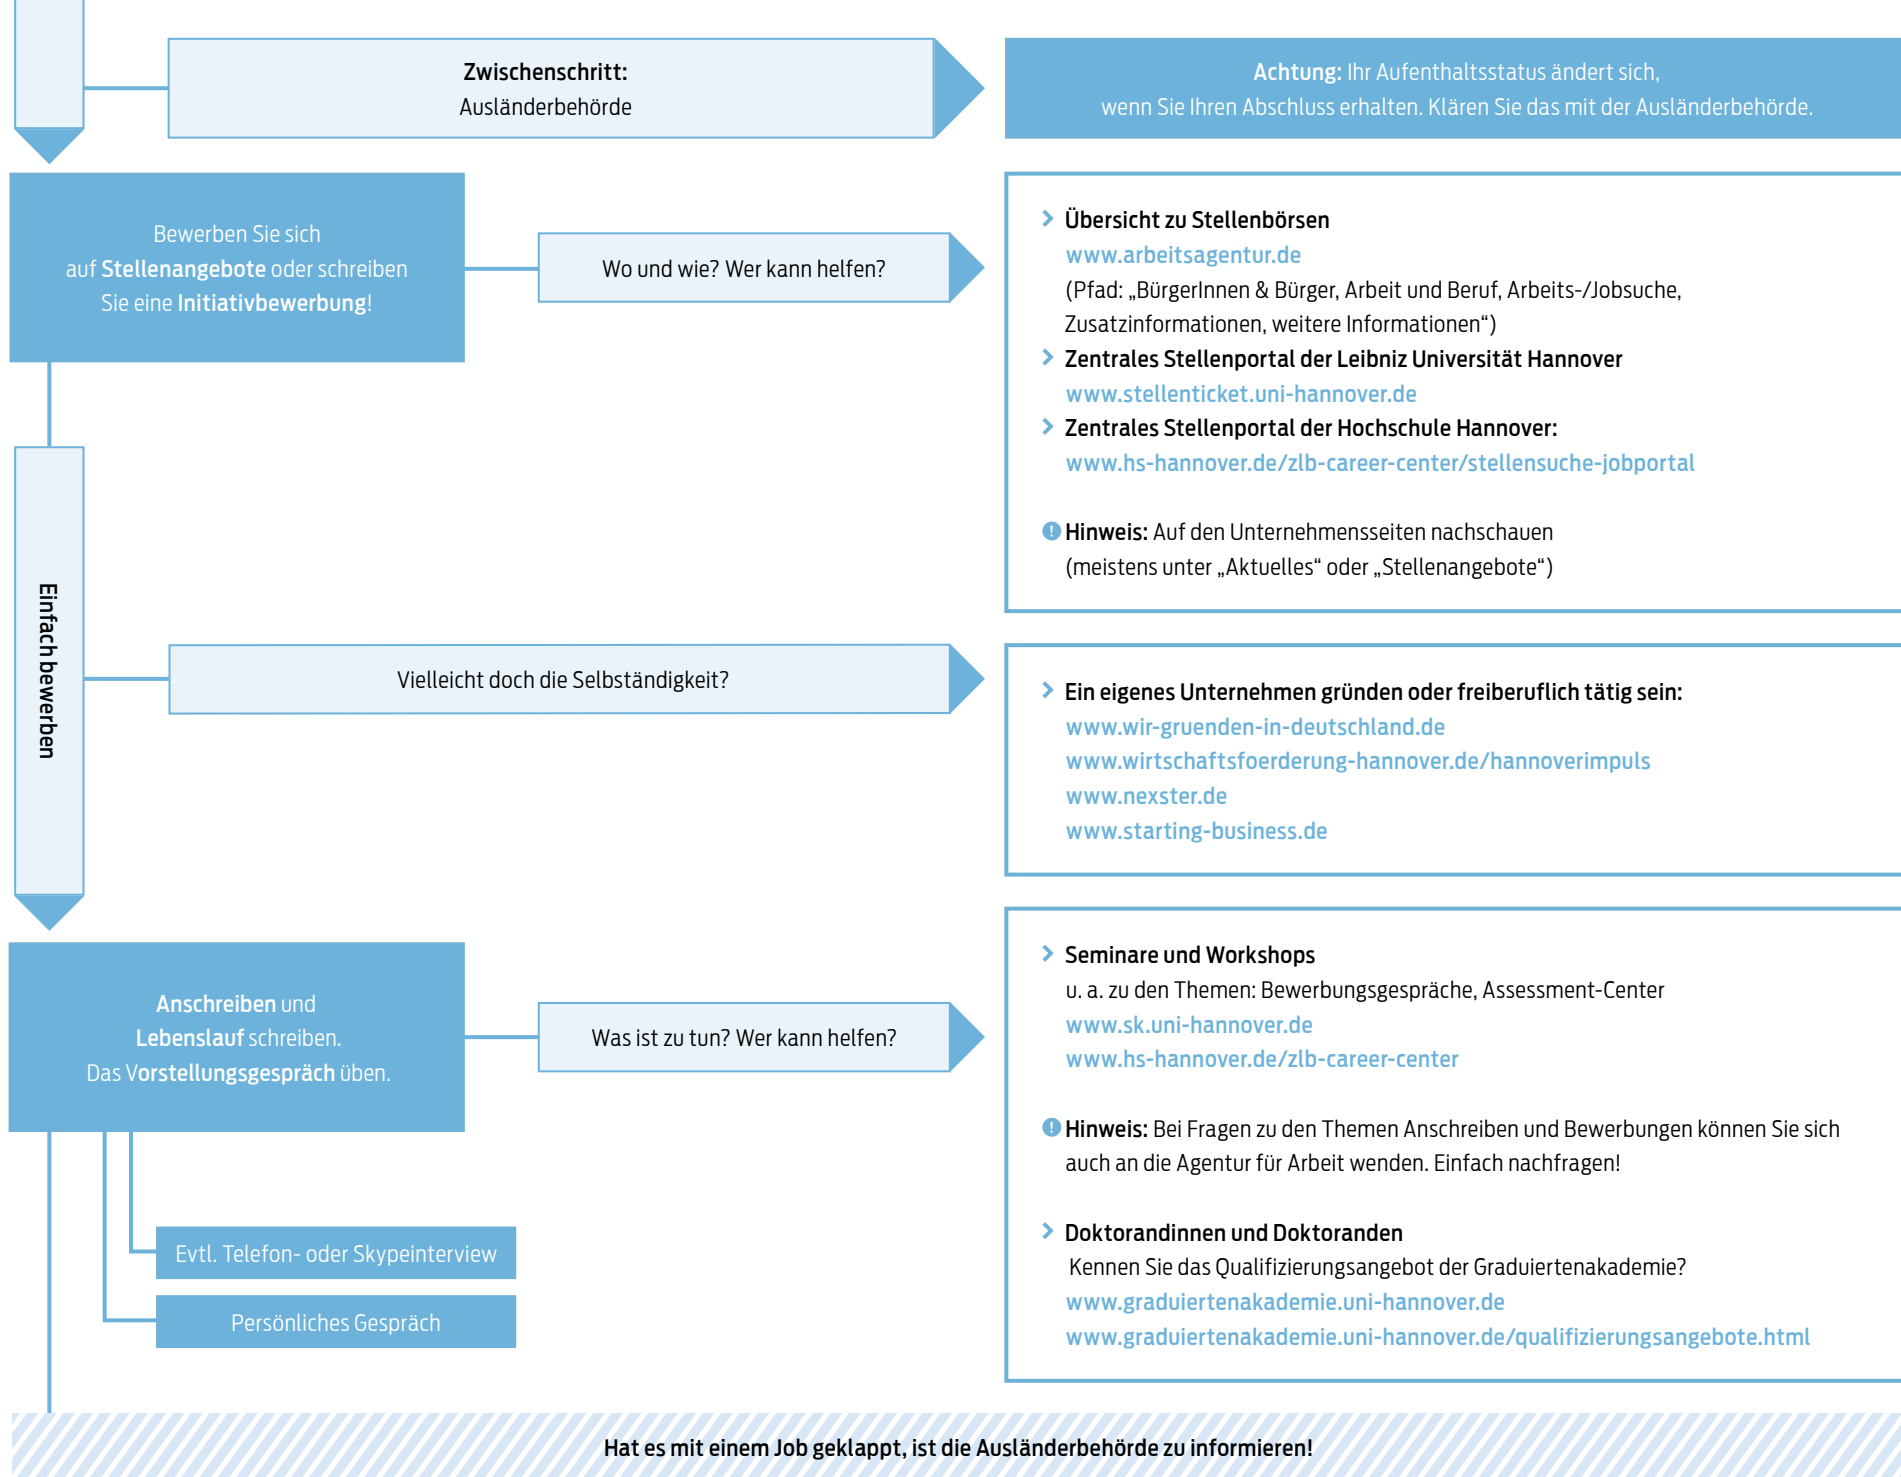 Zwischenschritt:
Ausländerbehörde
Achtung: Ihr Aufenthaltsstatus ändert sich,
wenn Sie Ihren Abschluss erhalten. Klären Sie das mit der Ausländerbehörde.
Bewerben Sie sich
auf Stellenangebote oder schreiben
Sie eine Initiativbewerbung!
Wo und wie? Wer kann helfen?
Übersicht zu Stellenbörsen
www.arbeitsagentur.de
(Pfad: „BürgerInnen & Bürger, Arbeit und Beruf, Arbeits-/Jobsuche,
Zusatzinformationen, weitere Informationen“)
Zentrales Stellenportal der Leibniz Universität Hannover
www.stellenticket.uni-hannover.de
Zentrales Stellenportal der Hochschule Hannover:
www.hs-hannover.de/zlb-career-center/stellensuche-jobportal
Hinweis: Auf den Unternehmensseiten nachschauen
(meistens unter „Aktuelles“ oder „Stellenangebote“)
Einfach bewerben
Vielleicht doch die Selbständigkeit?
Ein eigenes Unternehmen gründen oder freiberuflich tätig sein:
www.wir-gruenden-in-deutschland.de
www.wirtschaftsfoerderung-hannover.de/hannoverimpuls
www.nexster.de
www.starting-business.de
Anschreiben und
Lebenslauf schreiben.
Das Vorstellungsgespräch üben.
Was ist zu tun? Wer kann helfen?
Seminare und Workshops
u. a. zu den Themen: Bewerbungsgespräche, Assessment-Center
www.sk.uni-hannover.de
www.hs-hannover.de/zlb-career-center
Hinweis: Bei Fragen zu den Themen Anschreiben und Bewerbungen können Sie sich
auch an die Agentur für Arbeit wenden. Einfach nachfragen!
Doktorandinnen und Doktoranden
Kennen Sie das Qualifizierungsangebot der Graduiertenakademie?
www.graduiertenakademie.uni-hannover.de
www.graduiertenakademie.uni-hannover.de/qualifizierungsangebote.html
Evtl. Telefon- oder Skypeinterview
Persönliches Gespräch
Hat es mit einem Job geklappt, ist die Ausländerbehörde zu informieren!